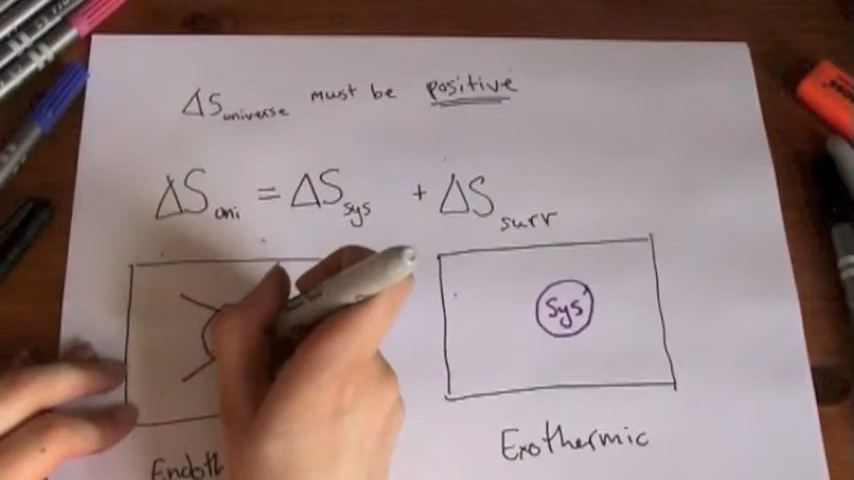 ΔS universe must be positive
ΔS uni = ΔS sys + ΔS surr
Sys
Exothermic